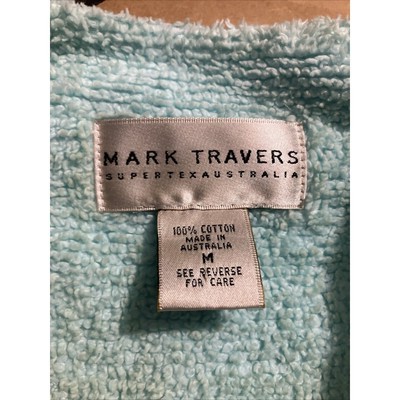 MARK TRAVERS
SUPERTEXAUSTRALIA
100% COTTON
MADE IN
AUSTRALIA
M
SEE REVERSE
FOR CARE